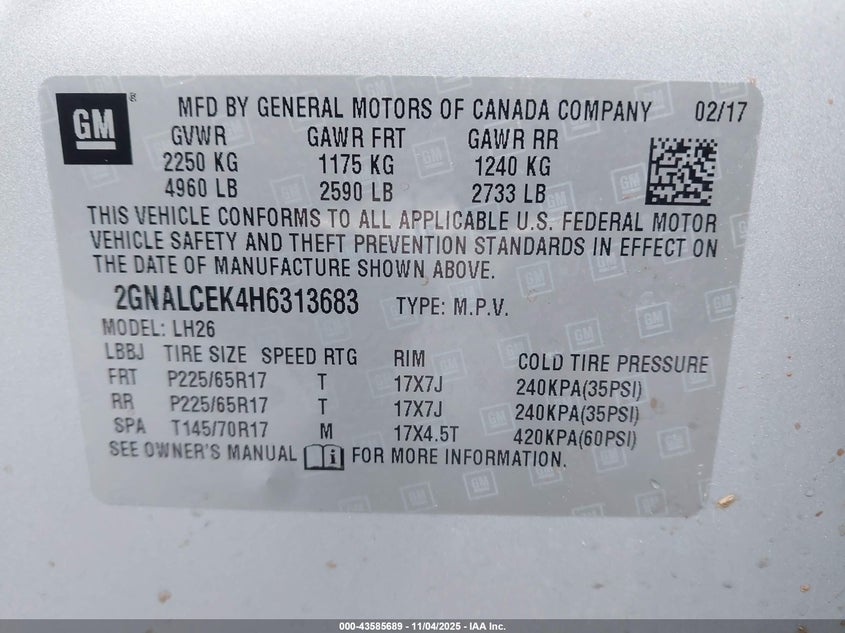 GM ® MFD BY GENERAL MOTORS OF CANADA COMPANY 02/17
GVWR GAWR FRT GAWR RR
2250 KG 1175 KG 1240 KG
4960 LB 2590 LB 2733 LB
THIS VEHICLE CONFORMS TO ALL APPLICABLE U.S. FEDERAL MOTOR
VEHICLE SAFETY AND THEFT PREVENTION STANDARDS IN EFFECT ON
THE DATE OF MANUFACTURE SHOWN ABOVE.
2GNALCEK4H6313683 TYPE: M.P.V.
MODEL: LH26
LBBJ TIRE SIZE SPEED RTG RIM COLD TIRE PRESSURE
FRT P225/65R17 T 17X7J 240KPA(35PSI)
RR P225/65R17 T 17X7J 240KPA(35PSI)
SPA T145/70R17 M 17X4.5T 420KPA(60PSI)
SEE OWNER'S MANUAL FOR MORE INFORMATION.
000-43585689 - 11/04/2025 - IAA Inc.